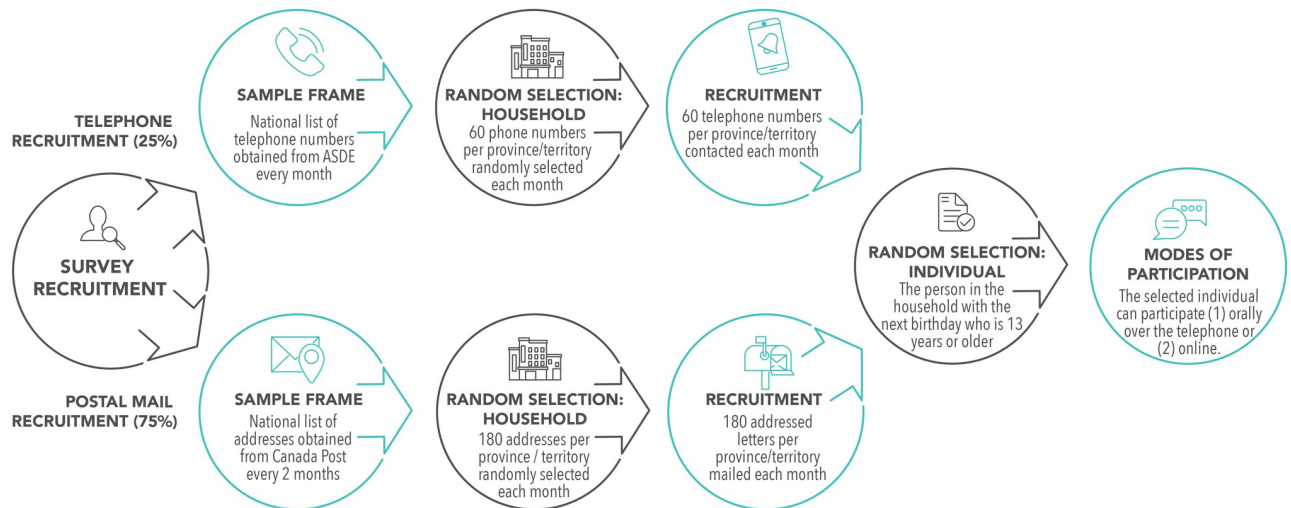 SURVEY
RECRUITMENT
TELEPHONE
RECRUITMENT (25%)
SAMPLE FRAME
National list of
telephone numbers
obtained from ASDE
every month
RANDOM SELECTION:
HOUSEHOLD
60 phone numbers
per province/territory
randomly selected
each month
RECRUITMENT
60 telephone numbers
per province/territory
contacted each month
POSTAL MAIL
RECRUITMENT (75%)
SAMPLE FRAME
National list of
addresses obtained
from Canada Post
every 2 months
RANDOM SELECTION:
HOUSEHOLD
180 addresses per
province / territory
randomly selected
each month
RECRUITMENT
180 addressed
letters per
province/territory
mailed each month
RANDOM SELECTION:
INDIVIDUAL
The person in the
household with the
next birthday who is 13
years or older
MODES OF
PARTICIPATION
The selected individual
can participate (1) orally
over the telephone or
(2) online.